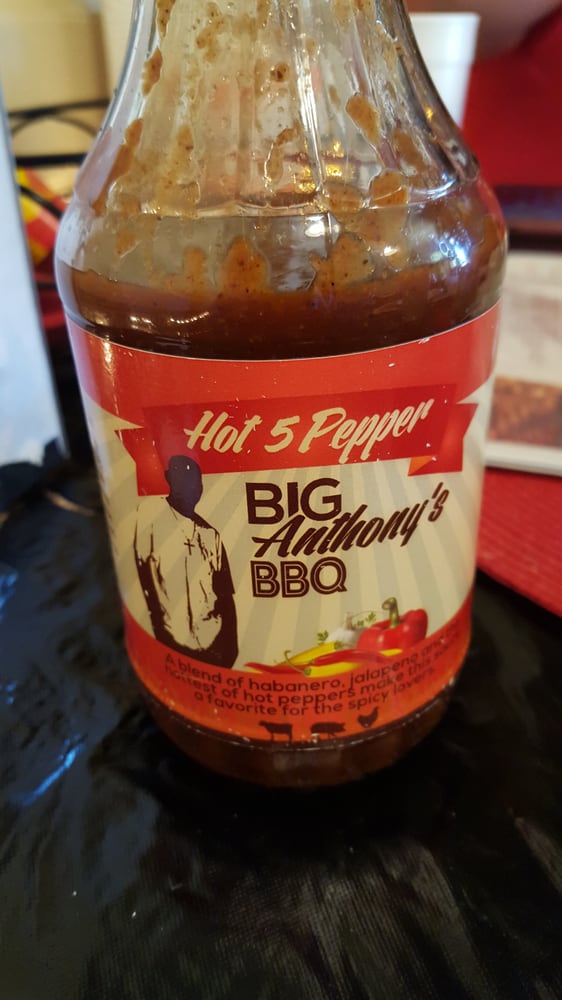 Hot 5 Pepper
BIG
Anthony's
BBQ
A blend of habanero, jalapeno and
hottest of hot peppers make this sauce
a favorite for the spicy lovers.